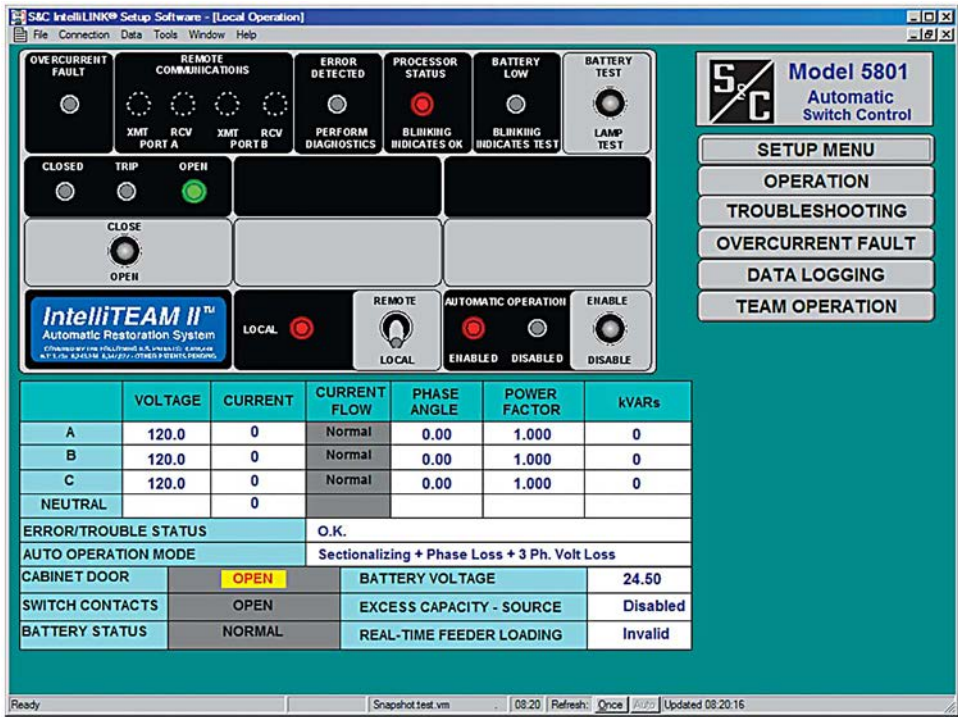 S&C IntelliLINK® Setup Software - [Local Operation]
File Connection Data Tools Window Help
OVERCURRENT FAULT
REMOTE COMMUNICATIONS
XMT RCV XMT RCV
PORT A PORT B
ERROR DETECTED
PERFORM DIAGNOSTICS
PROCESSOR STATUS
BLINKING INDICATES OK
BATTERY LOW
BLINKING INDICATES TEST
BATTERY TEST
LAMP TEST
CLOSED TRIP OPEN
CLOSE
OPEN
IntelliTEAM II™
Automatic Restoration System
LOCAL
REMOTE
LOCAL
AUTOMATIC OPERATION
ENABLED DISABLED
ENABLE
DISABLE
S&C
Model 5801
Automatic
Switch Control
SETUP MENU
OPERATION
TROUBLESHOOTING
OVERCURRENT FAULT
DATA LOGGING
TEAM OPERATION
VOLTAGE CURRENT CURRENT FLOW PHASE ANGLE POWER FACTOR kVARs
A 120.0 0 Normal 0.00 1.000 0
B 120.0 0 Normal 0.00 1.000 0
C 120.0 0 Normal 0.00 1.000 0
NEUTRAL 0
ERROR/TROUBLE STATUS O.K.
AUTO OPERATION MODE Sectionalizing + Phase Loss + 3 Ph. Volt Loss
CABINET DOOR OPEN BATTERY VOLTAGE 24.50
SWITCH CONTACTS OPEN EXCESS CAPACITY - SOURCE Disabled
BATTERY STATUS NORMAL REAL-TIME FEEDER LOADING Invalid
Ready Snapshot:test.vm . 08:20 Refresh: Once Auto Updated 08:20:16